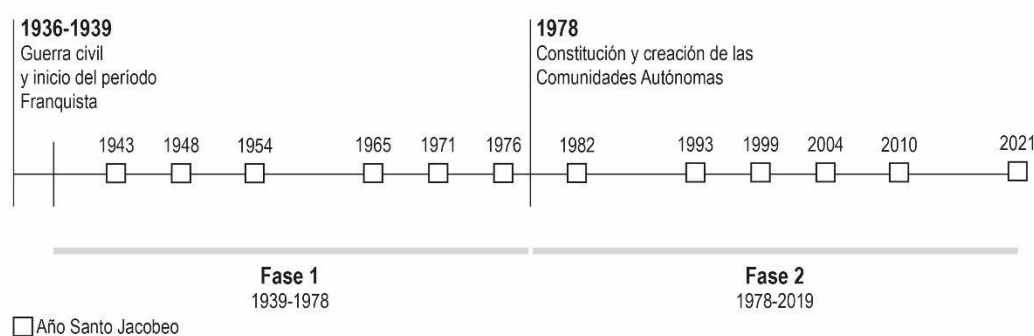 1936-1939
Guerra civil
y inicio del período
Franquista
1978
Constitución y creación de las
Comunidades Autónomas
1943 1948 1954 1965 1971 1976 1982 1993 1999 2004 2010 2021
Fase 1
1939-1978
Fase 2
1978-2019
Año Santo Jacobeo